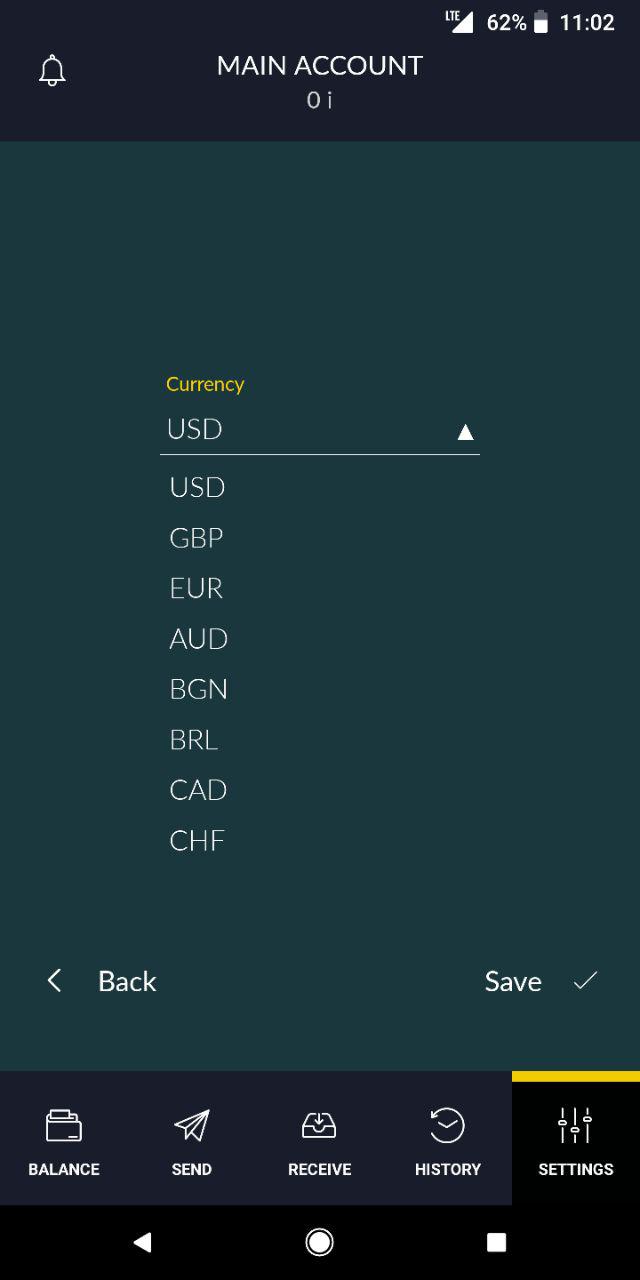 LTE 62% 11:02
MAIN ACCOUNT
0 i
Currency
USD
USD
GBP
EUR
AUD
BGN
BRL
CAD
CHF
Back Save
BALANCE SEND RECEIVE HISTORY SETTINGS